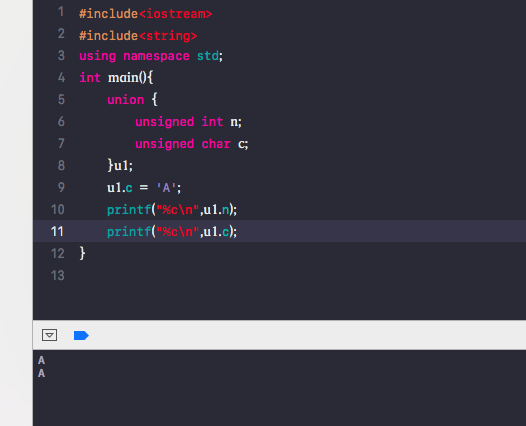 1 #include<iostream>
2 #include<string>
3 using namespace std;
4 int main(){
5 union {
6 unsigned int n;
7 unsigned char c;
8 }u1;
9 u1.c = 'A';
10 printf("%c\n",u1.n);
11 printf("%c\n",u1.c);
12 }
13
A
A